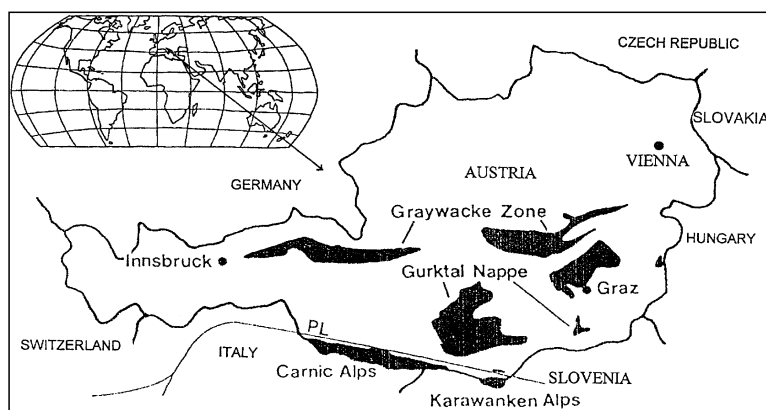 CZECH REPUBLIC
SLOVAKIA
VIENNA
AUSTRIA
GERMANY
Graywacke Zone
HUNGARY
Innsbruck
Gurktal Nappe
Graz
PL
SWITZERLAND
ITALY
Carnic Alps
SLOVENIA
Karawanken Alps